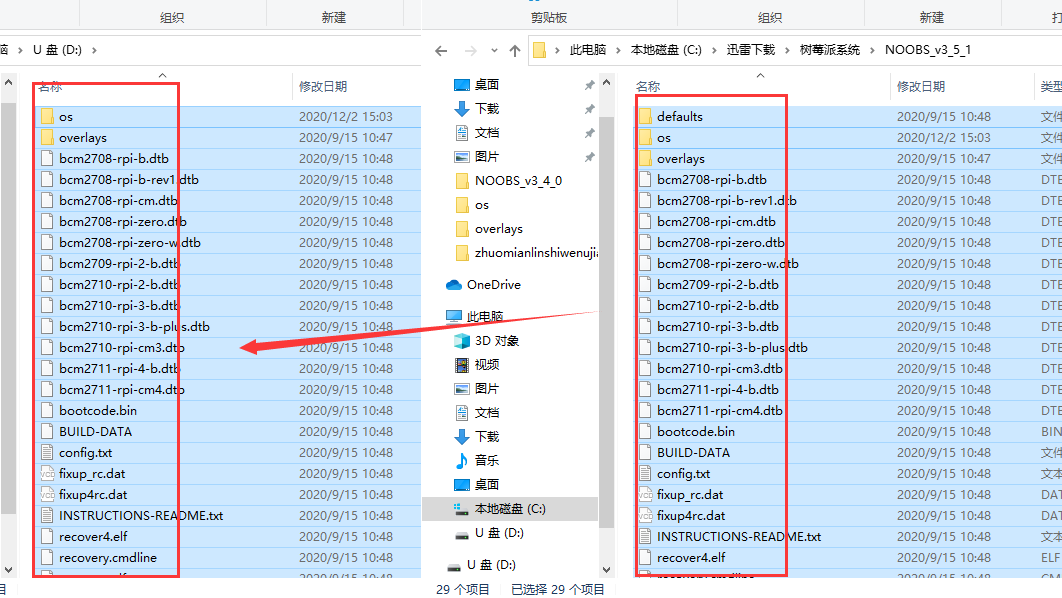 组织
新建
脑 > U 盘 (D:) >
名称
修改日期
os 2020/12/2 15:03
overlays 2020/9/15 10:47
bcm2708-rpi-b.dtb 2020/9/15 10:48
bcm2708-rpi-b-rev1.dtb 2020/9/15 10:48
bcm2708-rpi-cm.dtb 2020/9/15 10:48
bcm2708-rpi-zero.dtb 2020/9/15 10:48
bcm2708-rpi-zero-w.dtb 2020/9/15 10:48
bcm2709-rpi-2-b.dtb 2020/9/15 10:48
bcm2710-rpi-2-b.dtb 2020/9/15 10:48
bcm2710-rpi-3-b.dtb 2020/9/15 10:48
bcm2710-rpi-3-b-plus.dtb 2020/9/15 10:48
bcm2710-rpi-cm3.dtb 2020/9/15 10:48
bcm2711-rpi-4-b.dtb 2020/9/15 10:48
bcm2711-rpi-cm4.dtb 2020/9/15 10:48
bootcode.bin 2020/9/15 10:48
BUILD-DATA 2020/9/15 10:48
config.txt 2020/9/15 10:48
fixup_rc.dat 2020/9/15 10:48
fixup4rc.dat 2020/9/15 10:48
INSTRUCTIONS-README.txt 2020/9/15 10:48
recover4.elf 2020/9/15 10:48
recovery.cmdline 2020/9/15 10:48
剪贴板
组织
新建
打
此电脑 > 本地磁盘 (C:) > 迅雷下载 > 树莓派系统 > NOOBS_v3_5_1
桌面
下载
文档
图片
NOOBS_v3_4_0
os
overlays
zhuomianlinshiwenujia
OneDrive
此电脑
3D 对象
视频
图片
文档
下载
音乐
桌面
本地磁盘 (C:)
U 盘 (D:)
U 盘 (D:)
名称
修改日期
类型
defaults 2020/9/15 10:48 文件
os 2020/12/2 15:03 文件
overlays 2020/9/15 10:47 文件
bcm2708-rpi-b.dtb 2020/9/15 10:48 DTB
bcm2708-rpi-b-rev1.dtb 2020/9/15 10:48 DTB
bcm2708-rpi-cm.dtb 2020/9/15 10:48 DTB
bcm2708-rpi-zero.dtb 2020/9/15 10:48 DTB
bcm2708-rpi-zero-w.dtb 2020/9/15 10:48 DTB
bcm2709-rpi-2-b.dtb 2020/9/15 10:48 DTB
bcm2710-rpi-2-b.dtb 2020/9/15 10:48 DTB
bcm2710-rpi-3-b.dtb 2020/9/15 10:48 DTB
bcm2710-rpi-3-b-plus.dtb 2020/9/15 10:48 DTB
bcm2710-rpi-cm3.dtb 2020/9/15 10:48 DTB
bcm2711-rpi-4-b.dtb 2020/9/15 10:48 DTB
bcm2711-rpi-cm4.dtb 2020/9/15 10:48 DTB
bootcode.bin 2020/9/15 10:48 BIN
BUILD-DATA 2020/9/15 10:48 文件
config.txt 2020/9/15 10:48 文本
fixup_rc.dat 2020/9/15 10:48 DAT
fixup4rc.dat 2020/9/15 10:48 DAT
INSTRUCTIONS-README.txt 2020/9/15 10:48 文本
recover4.elf 2020/9/15 10:48 ELF
29 个项目 已选择 29 个项目